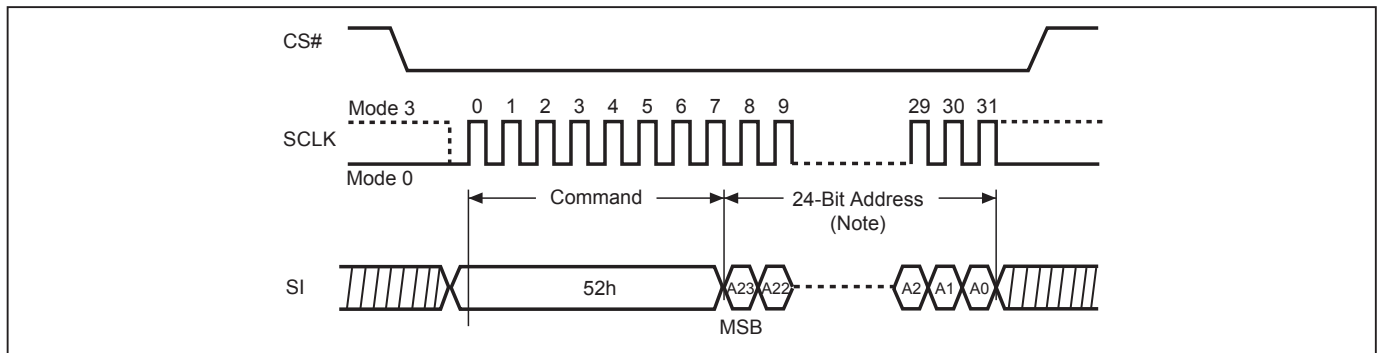 CS#
Mode 3
0 1 2 3 4 5 6 7 8 9 29 30 31
SCLK
Mode 0
Command
24-Bit Address
(Note)
SI
52h
A23 A22 A2 A1 A0
MSB